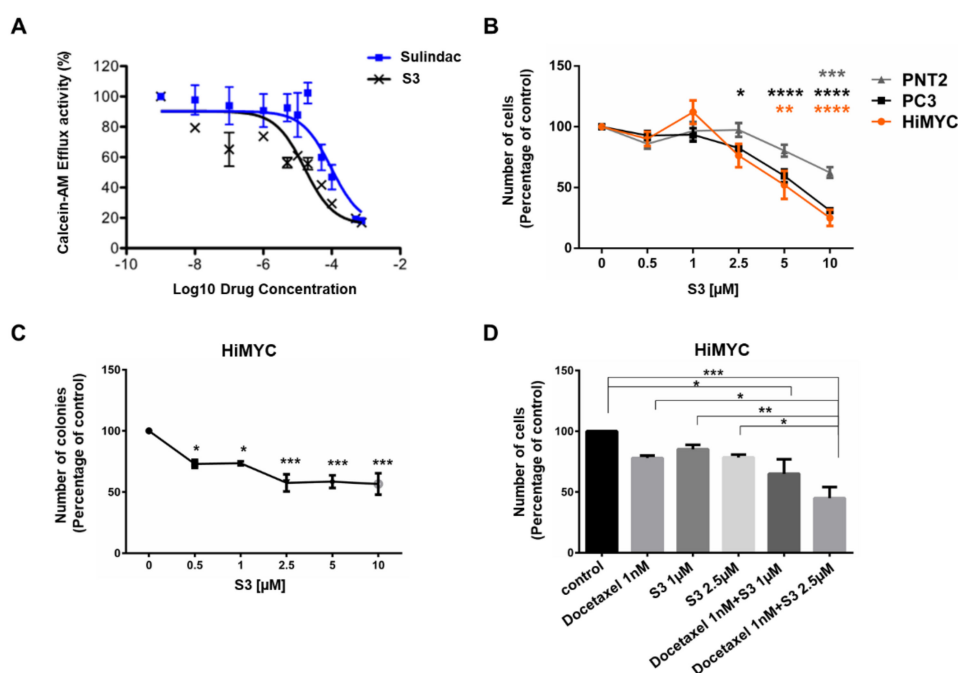 A
Calcein-AM Efflux activity (%)
120
100
80
60
40
20
0
-10
-8
-6
-4
-2
Log10 Drug Concentration
Sulindac
S3
B
Number of cells
(Percentage of control)
150
100
50
0
0
0.5
1
2.5
5
10
S3 [µM]
***
* **** ****
** ****
PNT2
PC3
HiMYC
C
HiMYC
Number of colonies
(Percentage of control)
150
100
50
0
* * *** *** ***
0
0.5
1
2.5
5
10
S3 [µM]
D
HiMYC
Number of cells
(Percentage of control)
150
100
50
0
***
*
*
**
*
control
Docetaxel 1nM
S3 1µM
S3 2.5µM
Docetaxel 1nM+S3 1µM
Docetaxel 1nM+S3 2.5µM